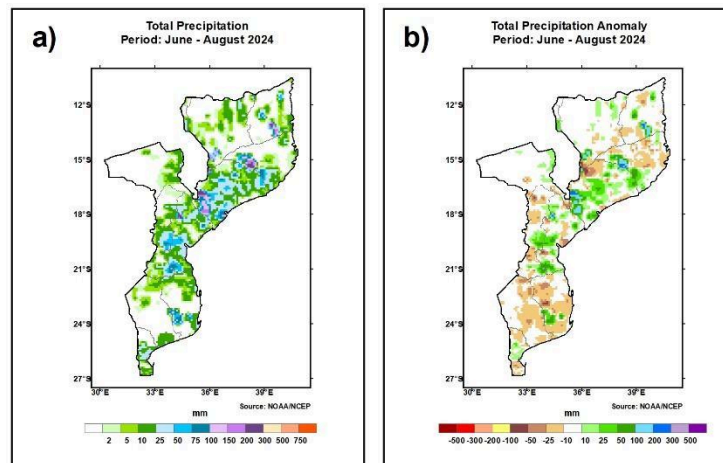 a)
Total Precipitation
Period: June - August 2024
12°S
15°S
18°S
21°S
24°S
27°S
30°E
33°E
36°E
39°E
Source: NOAA/NCEP
mm
2 5 10 25 50 75 100 150 200 300 500 750
b)
Total Precipitation Anomaly
Period: June - August 2024
12°S
15°S
18°S
21°S
24°S
27°S
30°E
33°E
36°E
39°E
Source: NOAA/NCEP
mm
-500 -300 -200 -100 -50 -25 -10 10 25 50 100 200 300 500